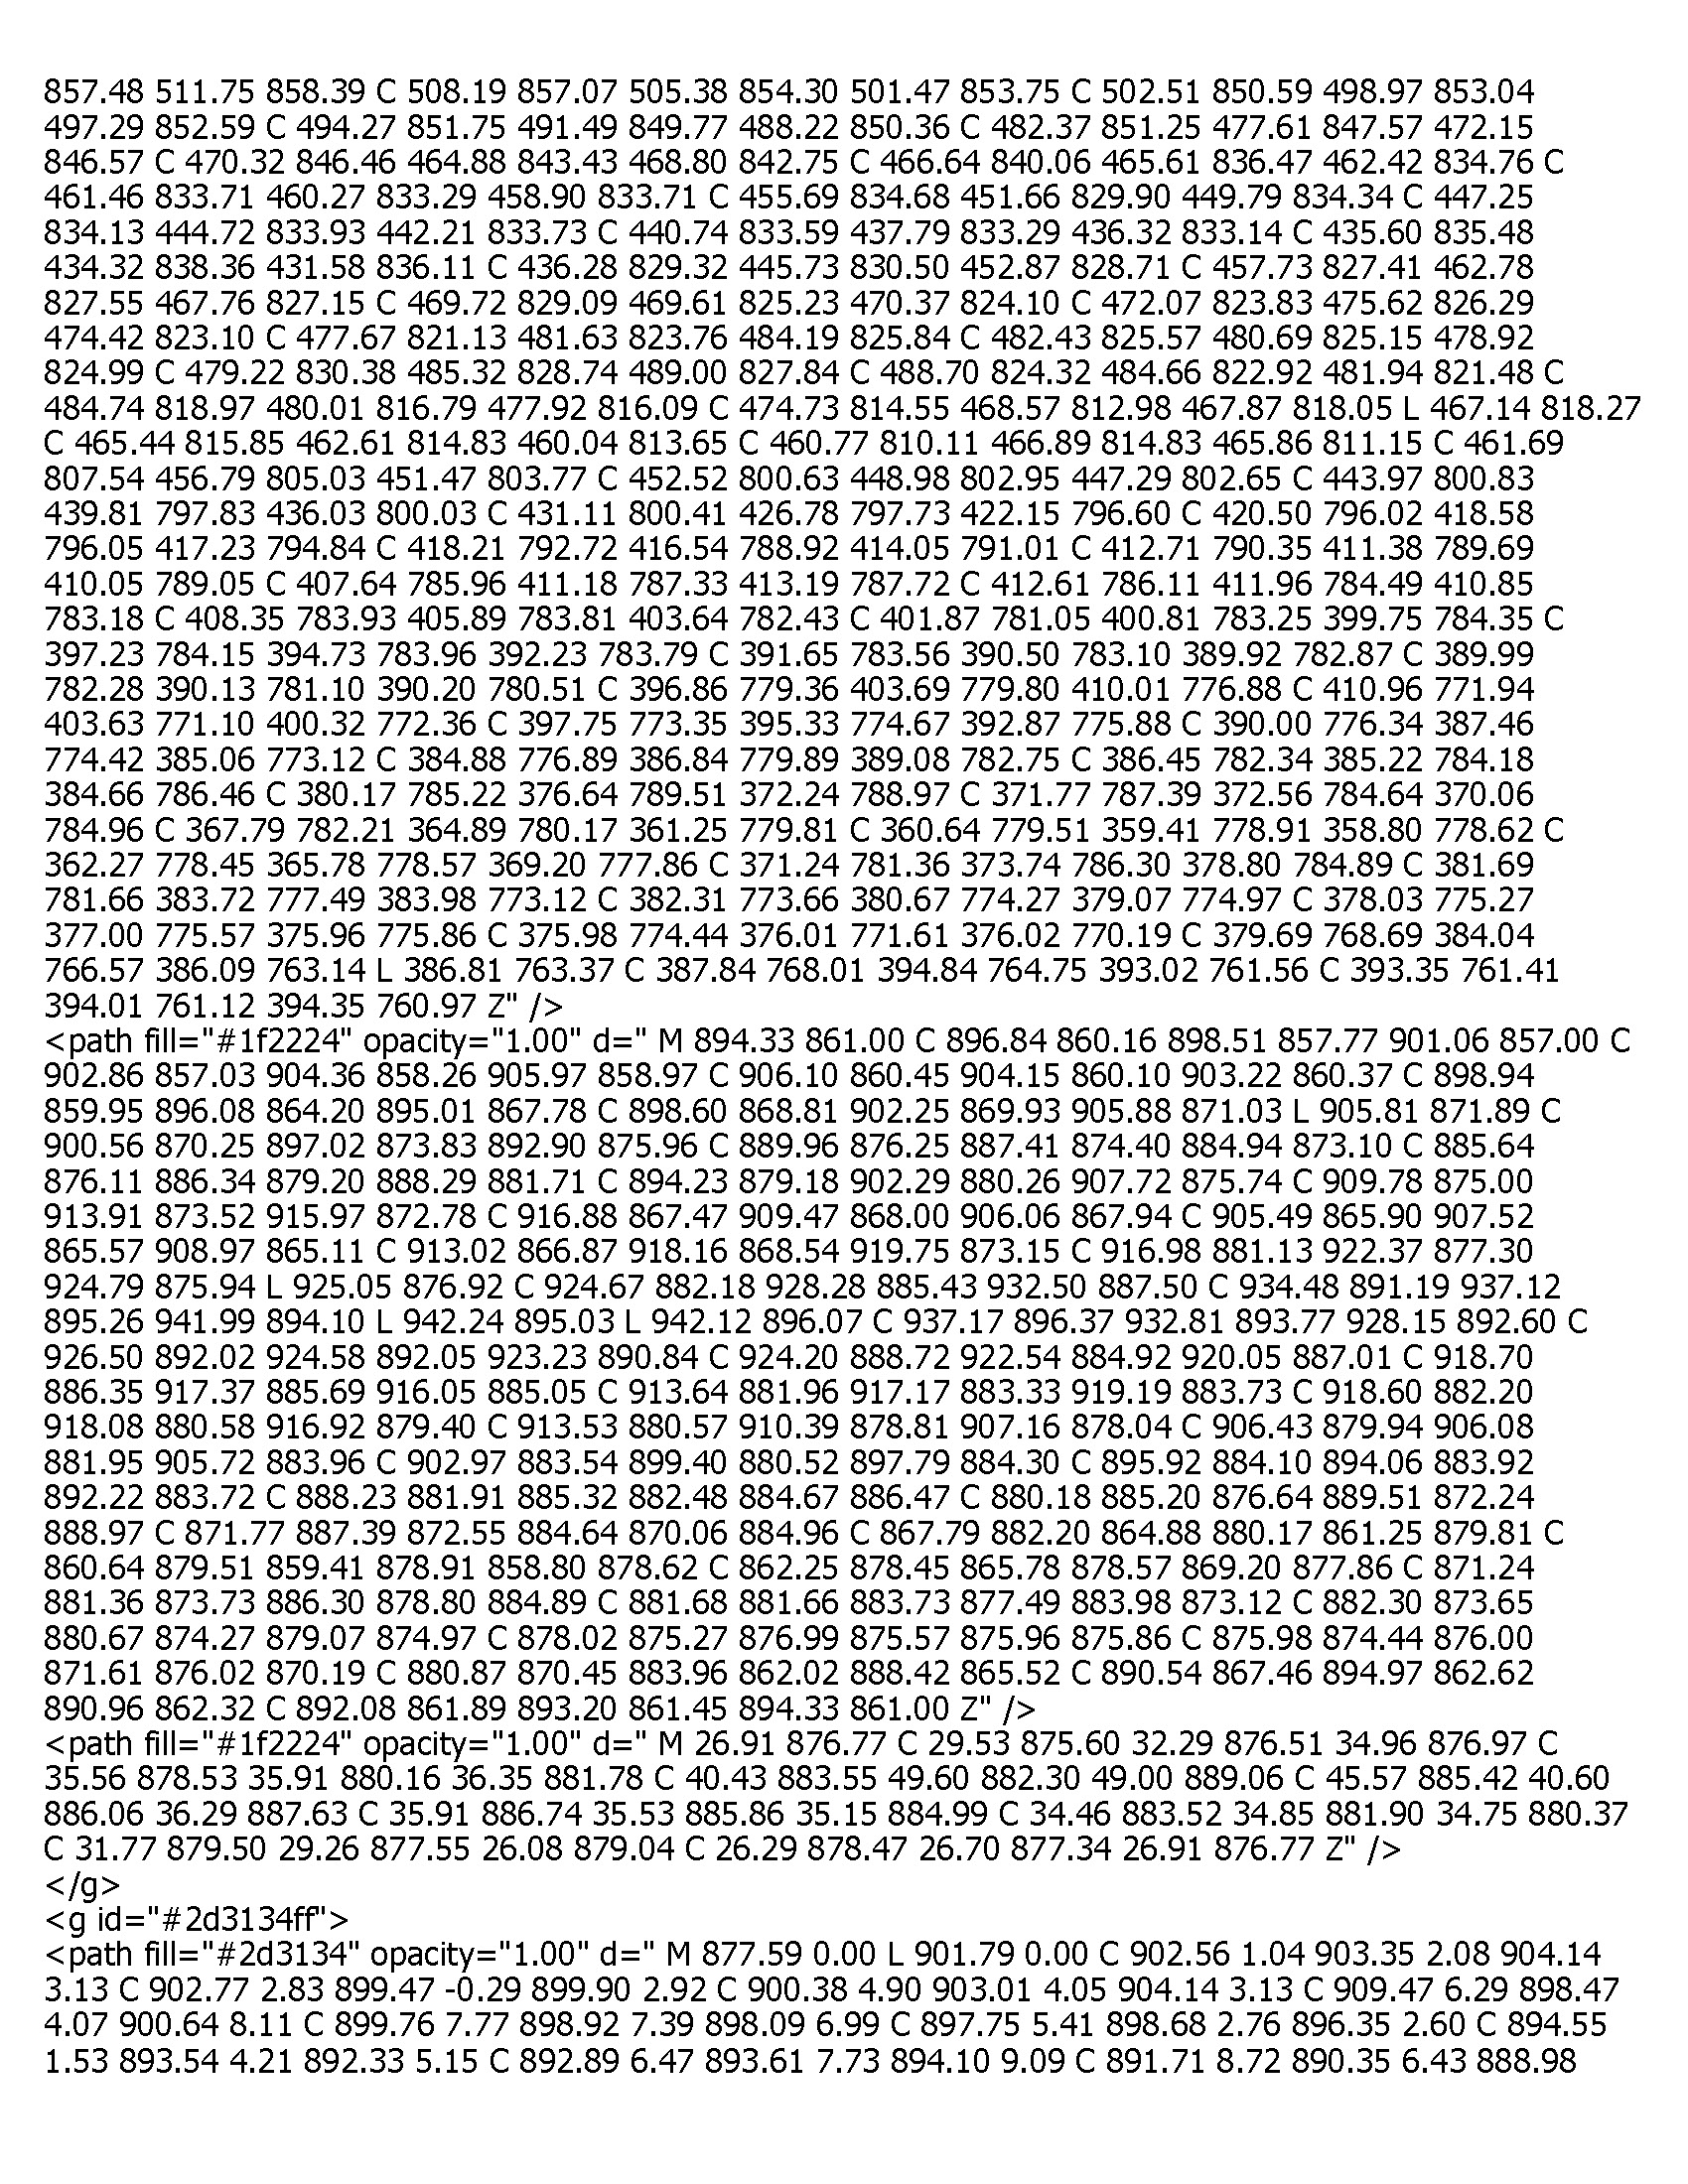 857.48 511.75 858.39 C 508.19 857.07 505.38 854.30 501.47 853.75 C 502.51 850.59 498.97 853.04
497.29 852.59 C 494.27 851.75 491.49 849.77 488.22 850.36 C 482.37 851.25 477.61 847.57 472.15
846.57 C 470.32 846.46 464.88 843.43 468.80 842.75 C 466.64 840.06 465.61 836.47 462.42 834.76 C
461.46 833.71 460.27 833.29 458.90 833.71 C 455.69 834.68 451.66 829.90 449.79 834.34 C 447.25
834.13 444.72 833.93 442.21 833.73 C 440.74 833.59 437.79 833.29 436.32 833.14 C 435.60 835.48
434.32 838.36 431.58 836.11 C 436.28 829.32 445.73 830.50 452.87 828.71 C 457.73 827.41 462.78
827.55 467.76 827.15 C 469.72 829.09 469.61 825.23 470.37 824.10 C 472.07 823.83 475.62 826.29
474.42 823.10 C 477.67 821.13 481.63 823.76 484.19 825.84 C 482.43 825.57 480.69 825.15 478.92
824.99 C 479.22 830.38 485.32 828.74 489.00 827.84 C 488.70 824.32 484.66 822.92 481.94 821.48 C
484.74 818.97 480.01 816.79 477.92 816.09 C 474.73 814.55 468.57 812.98 467.87 818.05 L 467.14 818.27
C 465.44 815.85 462.61 814.83 460.04 813.65 C 460.77 810.11 466.89 814.83 465.86 811.15 C 461.69
807.54 456.79 805.03 451.47 803.77 C 452.52 800.63 448.98 802.95 447.29 802.65 C 443.97 800.83
439.81 797.83 436.03 800.03 C 431.11 800.41 426.78 797.73 422.15 796.60 C 420.50 796.02 418.58
796.05 417.23 794.84 C 418.21 792.72 416.54 788.92 414.05 791.01 C 412.71 790.35 411.38 789.69
410.05 789.05 C 407.64 785.96 411.18 787.33 413.19 787.72 C 412.61 786.11 411.96 784.49 410.85
783.18 C 408.35 783.93 405.89 783.81 403.64 782.43 C 401.87 781.05 400.81 783.25 399.75 784.35 C
397.23 784.15 394.73 783.96 392.23 783.79 C 391.65 783.56 390.50 783.10 389.92 782.87 C 389.99
782.28 390.13 781.10 390.20 780.51 C 396.86 779.36 403.69 779.80 410.01 776.88 C 410.96 771.94
403.63 771.10 400.32 772.36 C 397.75 773.35 395.33 774.67 392.87 775.88 C 390.00 776.34 387.46
774.42 385.06 773.12 C 384.88 776.89 386.84 779.89 389.08 782.75 C 386.45 782.34 385.22 784.18
384.66 786.46 C 380.17 785.22 376.64 789.51 372.24 788.97 C 371.77 787.39 372.56 784.64 370.06
784.96 C 367.79 782.21 364.89 780.17 361.25 779.81 C 360.64 779.51 359.41 778.91 358.80 778.62 C
362.27 778.45 365.78 778.57 369.20 777.86 C 371.24 781.36 373.74 786.30 378.80 784.89 C 381.69
781.66 383.72 777.49 383.98 773.12 C 382.31 773.66 380.67 774.27 379.07 774.97 C 378.03 775.27
377.00 775.57 375.96 775.86 C 375.98 774.44 376.01 771.61 376.02 770.19 C 379.69 768.69 384.04
766.57 386.09 763.14 L 386.81 763.37 C 387.84 768.01 394.84 764.75 393.02 761.56 C 393.35 761.41
394.01 761.12 394.35 760.97 Z" />
<path fill="#1f2224" opacity="1.00" d=" M 894.33 861.00 C 896.84 860.16 898.51 857.77 901.06 857.00 C
902.86 857.03 904.36 858.26 905.97 858.97 C 906.10 860.45 904.15 860.10 903.22 860.37 C 898.94
859.95 896.08 864.20 895.01 867.78 C 898.60 868.81 902.25 869.93 905.88 871.03 L 905.81 871.89 C
900.56 870.25 897.02 873.83 892.90 875.96 C 889.96 876.25 887.41 874.40 884.94 873.10 C 885.64
876.11 886.34 879.20 888.29 881.71 C 894.23 879.18 902.29 880.26 907.72 875.74 C 909.78 875.00
913.91 873.52 915.97 872.78 C 916.88 867.47 909.47 868.00 906.06 867.94 C 905.49 865.90 907.52
865.57 908.97 865.11 C 913.02 866.87 918.16 868.54 919.75 873.15 C 916.98 881.13 922.37 877.30
924.79 875.94 L 925.05 876.92 C 924.67 882.18 928.28 885.43 932.50 887.50 C 934.48 891.19 937.12
895.26 941.99 894.10 L 942.24 895.03 L 942.12 896.07 C 937.17 896.37 932.81 893.77 928.15 892.60 C
926.50 892.02 924.58 892.05 923.23 890.84 C 924.20 888.72 922.54 884.92 920.05 887.01 C 918.70
886.35 917.37 885.69 916.05 885.05 C 913.64 881.96 917.17 883.33 919.19 883.73 C 918.60 882.20
918.08 880.58 916.92 879.40 C 913.53 880.57 910.39 878.81 907.16 878.04 C 906.43 879.94 906.08
881.95 905.72 883.96 C 902.97 883.54 899.40 880.52 897.79 884.30 C 895.92 884.10 894.06 883.92
892.22 883.72 C 888.23 881.91 885.32 882.48 884.67 886.47 C 880.18 885.20 876.64 889.51 872.24
888.97 C 871.77 887.39 872.55 884.64 870.06 884.96 C 867.79 882.20 864.88 880.17 861.25 879.81 C
860.64 879.51 859.41 878.91 858.80 878.62 C 862.25 878.45 865.78 878.57 869.20 877.86 C 871.24
881.36 873.73 886.30 878.80 884.89 C 881.68 881.66 883.73 877.49 883.98 873.12 C 882.30 873.65
880.67 874.27 879.07 874.97 C 878.02 875.27 876.99 875.57 875.96 875.86 C 875.98 874.44 876.00
871.61 876.02 870.19 C 880.87 870.45 883.96 862.02 888.42 865.52 C 890.54 867.46 894.97 862.62
890.96 862.32 C 892.08 861.89 893.20 861.45 894.33 861.00 Z" />
<path fill="#1f2224" opacity="1.00" d=" M 26.91 876.77 C 29.53 875.60 32.29 876.51 34.96 876.97 C
35.56 878.53 35.91 880.16 36.35 881.78 C 40.43 883.55 49.60 882.30 49.00 889.06 C 45.57 885.42 40.60
886.06 36.29 887.63 C 35.91 886.74 35.53 885.86 35.15 884.99 C 34.46 883.52 34.85 881.90 34.75 880.37
C 31.77 879.50 29.26 877.55 26.08 879.04 C 26.29 878.47 26.70 877.34 26.91 876.77 Z" />
</g>
<g id="#2d3134ff">
<path fill="#2d3134" opacity="1.00" d=" M 877.59 0.00 L 901.79 0.00 C 902.56 1.04 903.35 2.08 904.14
3.13 C 902.77 2.83 899.47 -0.29 899.90 2.92 C 900.38 4.90 903.01 4.05 904.14 3.13 C 909.47 6.29 898.47
4.07 900.64 8.11 C 899.76 7.77 898.92 7.39 898.09 6.99 C 897.75 5.41 898.68 2.76 896.35 2.60 C 894.55
1.53 893.54 4.21 892.33 5.15 C 892.89 6.47 893.61 7.73 894.10 9.09 C 891.71 8.72 890.35 6.43 888.98